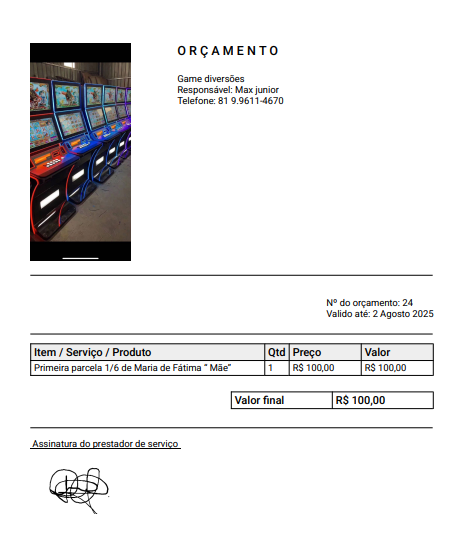 ORÇAMENTO
Game diversões
Responsável: Max junior
Telefone: 81 9.9611-4670
Nº do orçamento: 24
Valido até: 2 Agosto 2025
Item / Serviço / Produto Qtd Preço Valor
Primeira parcela 1/6 de Maria de Fátima “ Mãe” 1 R$ 100,00 R$ 100,00
Valor final R$ 100,00
Assinatura do prestador de serviço